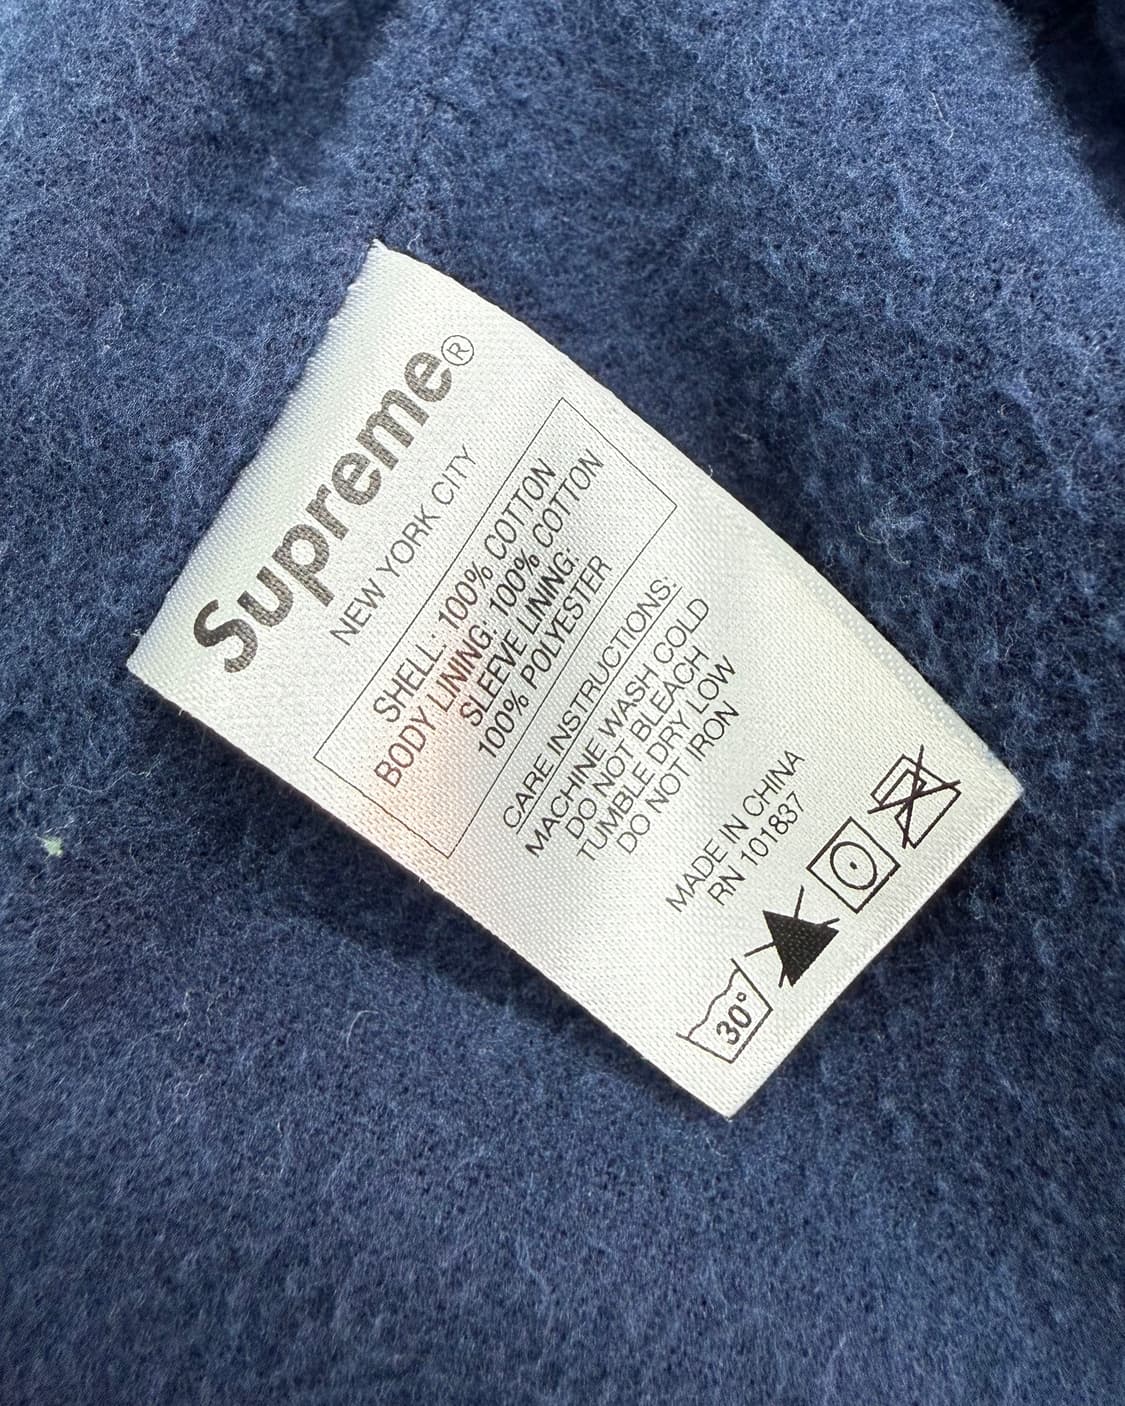 Supreme®
NEW YORK CITY
SHELL: 100% COTTON
BODY LINING: 100% COTTON
SLEEVE LINING:
100% POLYESTER
CARE INSTRUCTIONS:
MACHINE WASH COLD
DO NOT BLEACH
TUMBLE DRY LOW
DO NOT IRON
MADE IN CHINA
RN 101837
30°